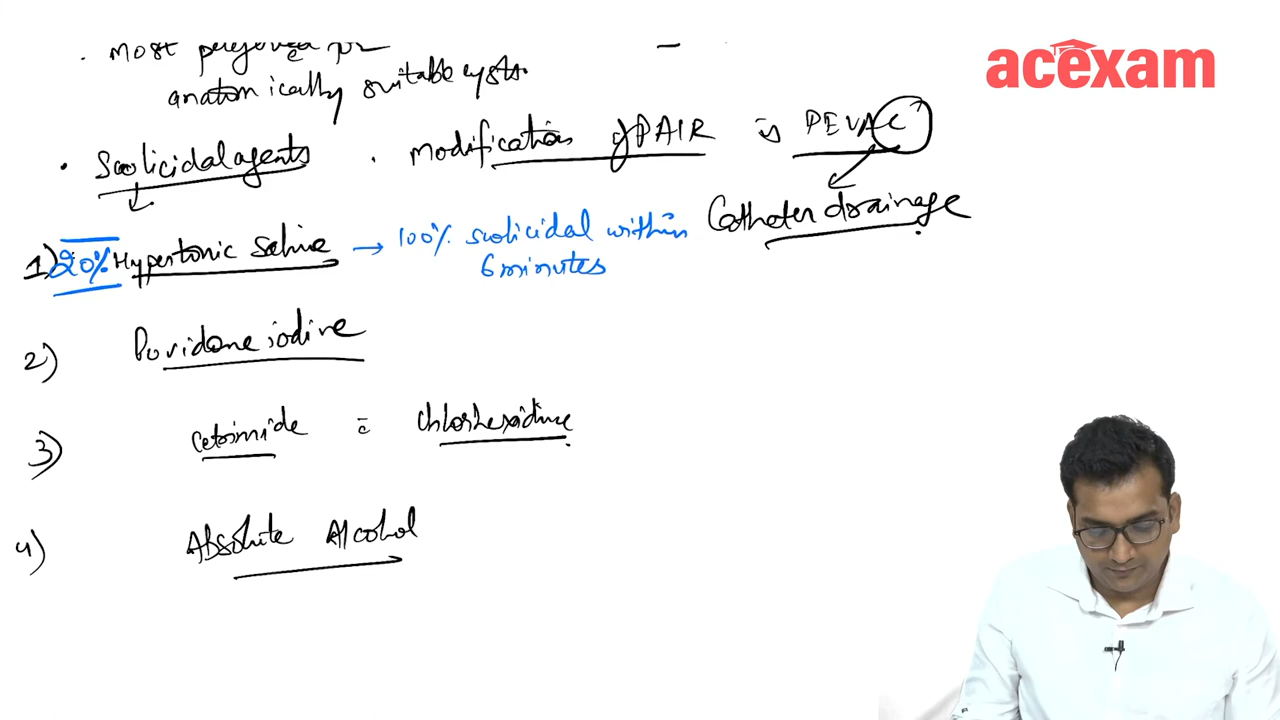 acexam
• Most preferred for
anatomically suitable cysts.
• Scolicidal agents
• Modification of PAIR is PEVAC
Catheter drainage
1) 20% Hypertonic Saline → 100% scolicidal within
6 minutes
2) Povidone iodine
3) Cetrimide c̄ Chlorhexidine
4) Absolute Alcohol